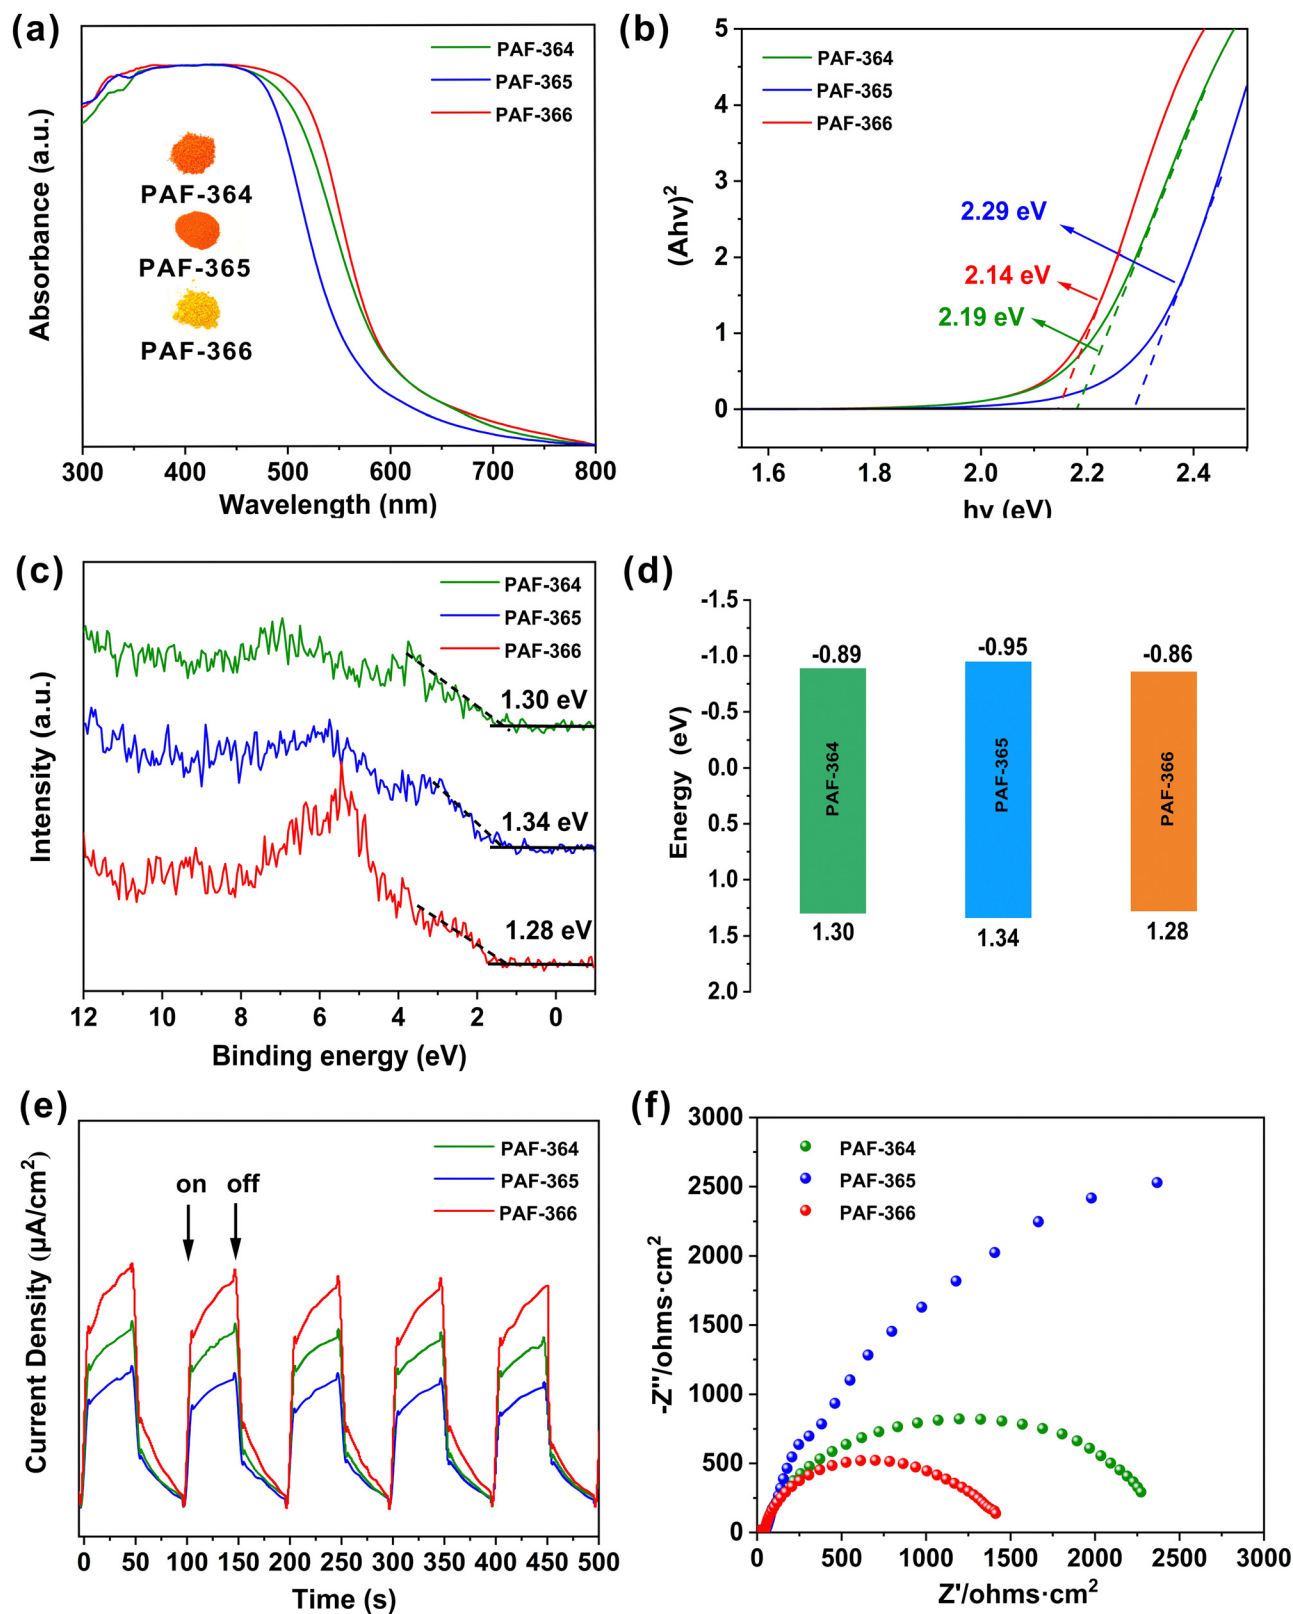 (a)
PAF-364
PAF-365
PAF-366
PAF-364
PAF-365
PAF-366
Absorbance (a.u.)
300 400 500 600 700 800
Wavelength (nm)
(b)
PAF-364
PAF-365
PAF-366
2.29 eV
2.14 eV
2.19 eV
(Ahν)²
5
4
3
2
1
0
1.6 1.8 2.0 2.2 2.4
hν (eV)
(c)
PAF-364
PAF-365
PAF-366
1.30 eV
1.34 eV
1.28 eV
Intensity (a.u.)
12 10 8 6 4 2 0
Binding energy (eV)
(d)
-1.5
-1.0
-0.5
0.0
0.5
1.0
1.5
2.0
Energy (eV)
-0.89 -0.95 -0.86
PAF-364 PAF-365 PAF-366
1.30 1.34 1.28
(e)
PAF-364
PAF-365
PAF-366
on off
Current Density (μA/cm²)
0 50 100 150 200 250 300 350 400 450 500
Time (s)
(f)
PAF-364
PAF-365
PAF-366
3000
2500
2000
1500
1000
500
0
-Z''/ohms·cm²
0 500 1000 1500 2000 2500 3000
Z'/ohms·cm²